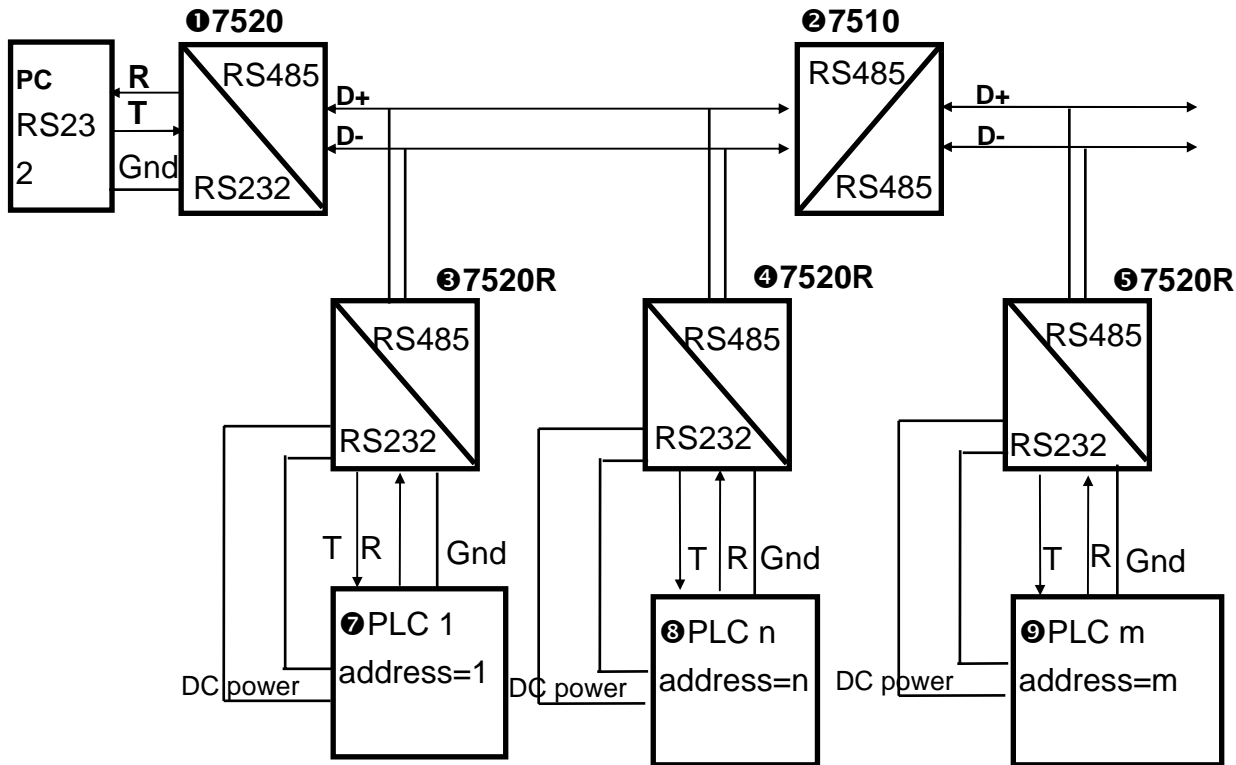 ❶7520
❷7510
PC
RS23
2
R
T
Gnd
RS485
RS232
D+
D-
RS485
RS485
D+
D-
❸7520R
❹7520R
❺7520R
RS485
RS232
RS485
RS232
RS485
RS232
T R Gnd
T R Gnd
T R Gnd
❼PLC 1
address=1
DC power
❽PLC n
address=n
DC power
❾PLC m
address=m
DC power